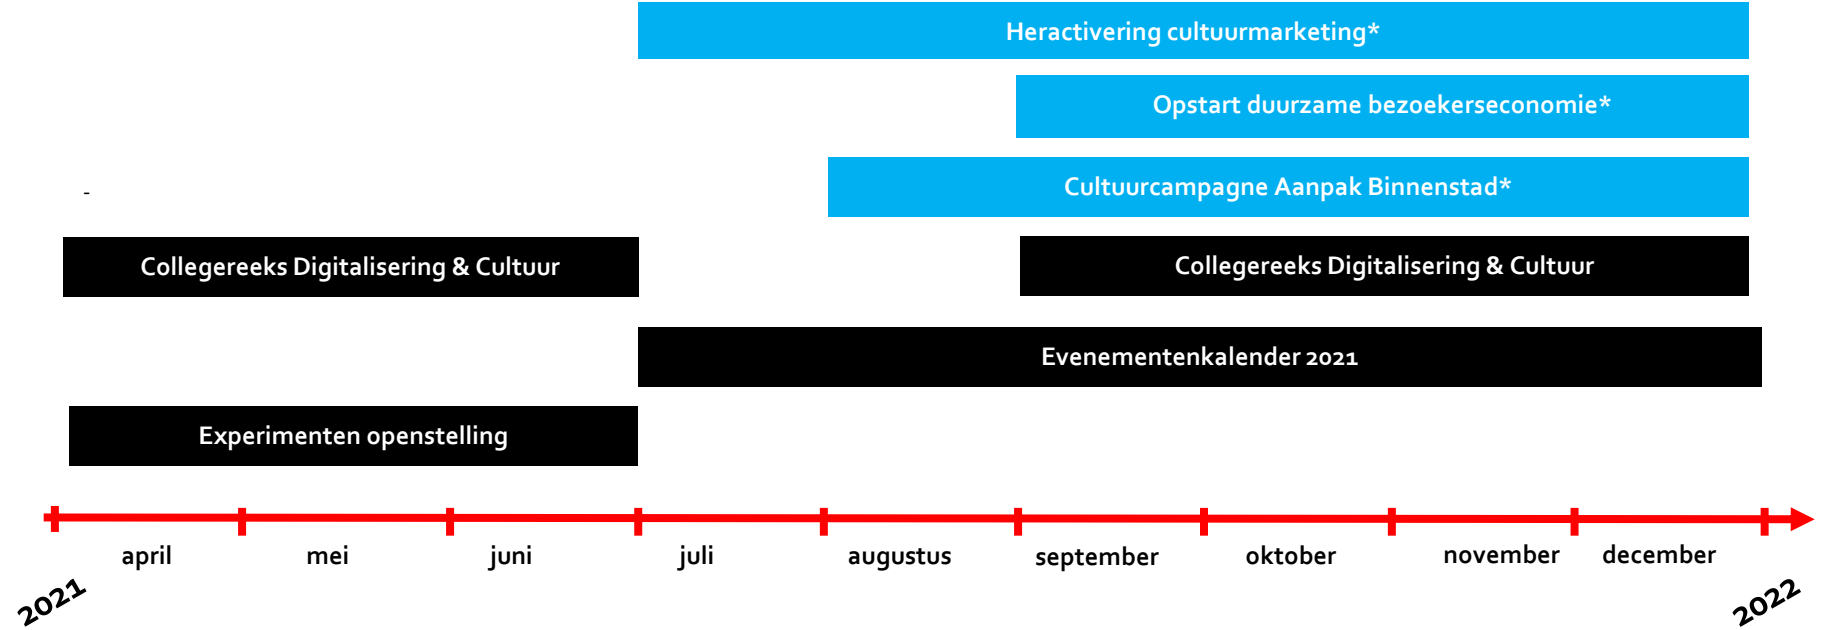 Heractivering cultuurmarketing*
Opstart duurzame bezoekerseconomie*
Cultuurcampagne Aanpak Binnenstad*
-
Collegereeks Digitalisering & Cultuur
Collegereeks Digitalisering & Cultuur
Evenementenkalender 2021
Experimenten openstelling
april mei juni juli augustus september oktober november december
2021
2022